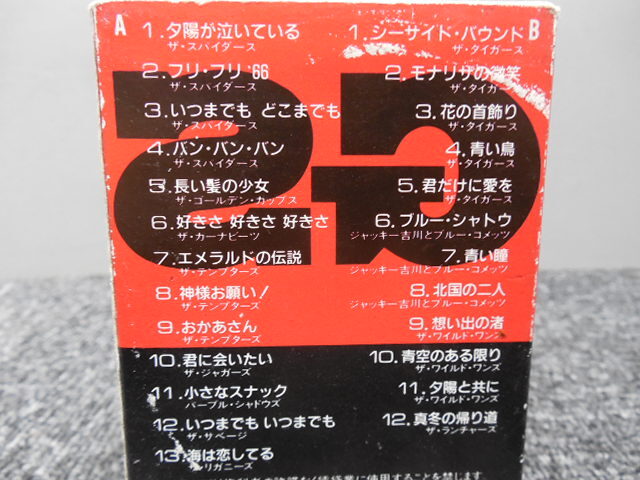 A
1.夕陽が泣いている
ザ・スパイダース
2.フリ・フリ '66
ザ・スパイダース
3.いつまでも どこまでも
ザ・スパイダース
4.バン・バン・バン
ザ・スパイダース
5.長い髪の少女
ザ・ゴールデン・カップス
6.好きさ 好きさ 好きさ
ザ・カーナビーツ
7.エメラルドの伝説
ザ・テンプターズ
8.神様お願い!
ザ・テンプターズ
9.おかあさん
ザ・テンプターズ
10.君に会いたい
ザ・ジャガーズ
11.小さなスナック
パープル・シャドウズ
12.いつまでも いつまでも
ザ・サベージ
13.海は恋してる
リガニーズ
B
1.シーサイド・バウンド
ザ・タイガース
2.モナリザの微笑
ザ・タイガース
3.花の首飾り
ザ・タイガース
4.青い鳥
ザ・タイガース
5.君だけに愛を
ザ・タイガース
6.ブルー・シャトウ
ジャッキー吉川とブルー・コメッツ
7.青い瞳
ジャッキー吉川とブルー・コメッツ
8.北国の二人
ジャッキー吉川とブルー・コメッツ
9.想い出の渚
ザ・ワイルド・ワンズ
10.青空のある限り
ザ・ワイルド・ワンズ
11.夕陽と共に
ザ・ワイルド・ワンズ
12.真冬の帰り道
ザ・ランチャーズ